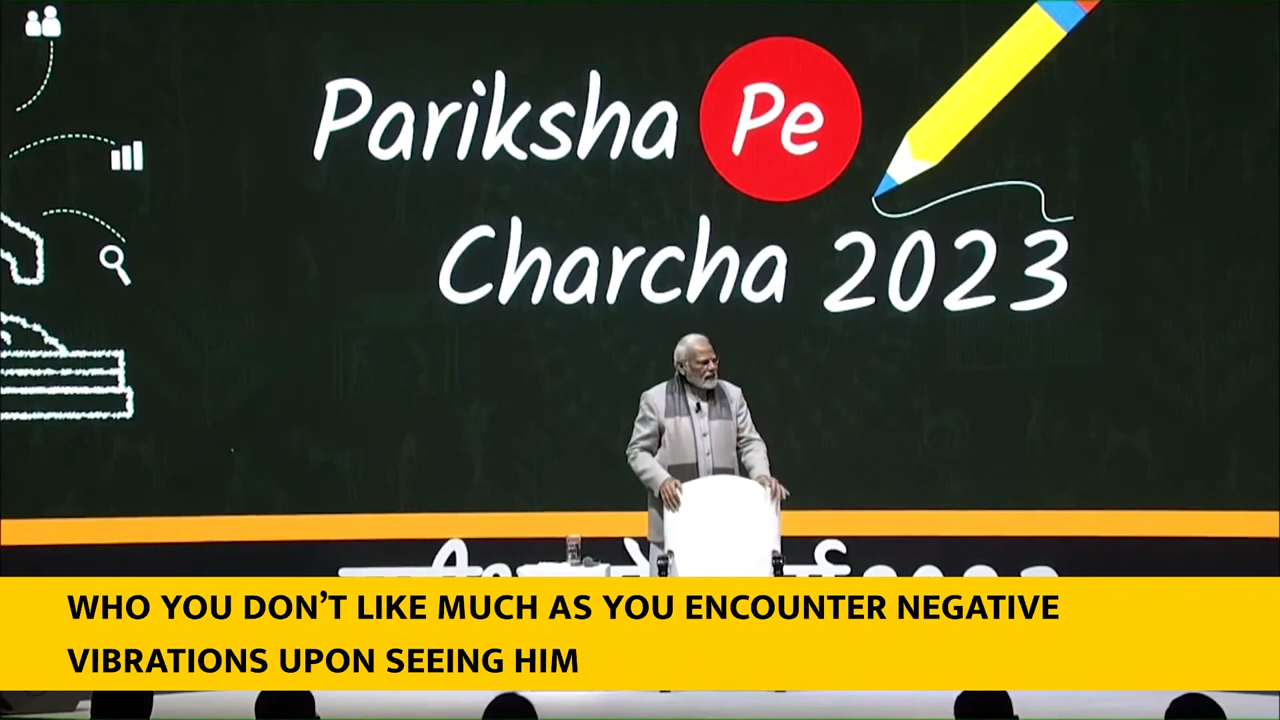 Pariksha Pe
Charcha 2023
WHO YOU DON'T LIKE MUCH AS YOU ENCOUNTER NEGATIVE
VIBRATIONS UPON SEEING HIM